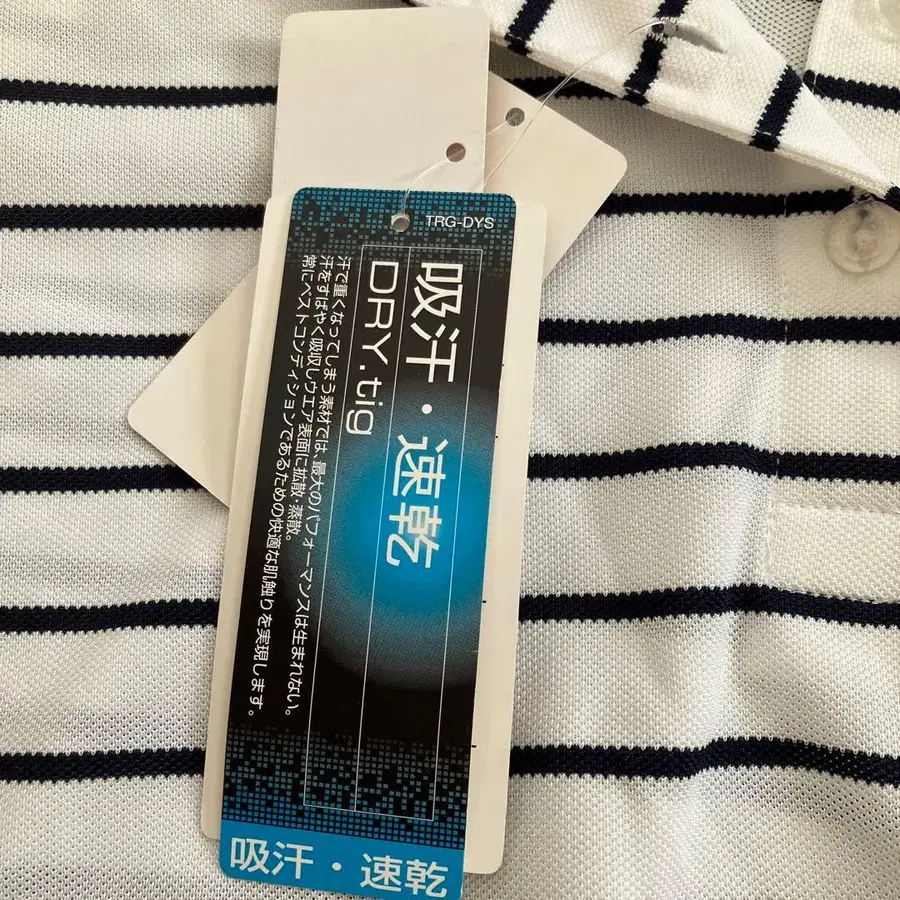 TRG-DYS
吸汗・速乾
DRY.tig
汗で重くなってしまう素材では、最大のパフォーマンスは生まれない。
汗をすばやく吸収しウエア表面に拡散・蒸散。
常にベストコンディションであるための快適な肌触りを実現します。
吸汗・速乾